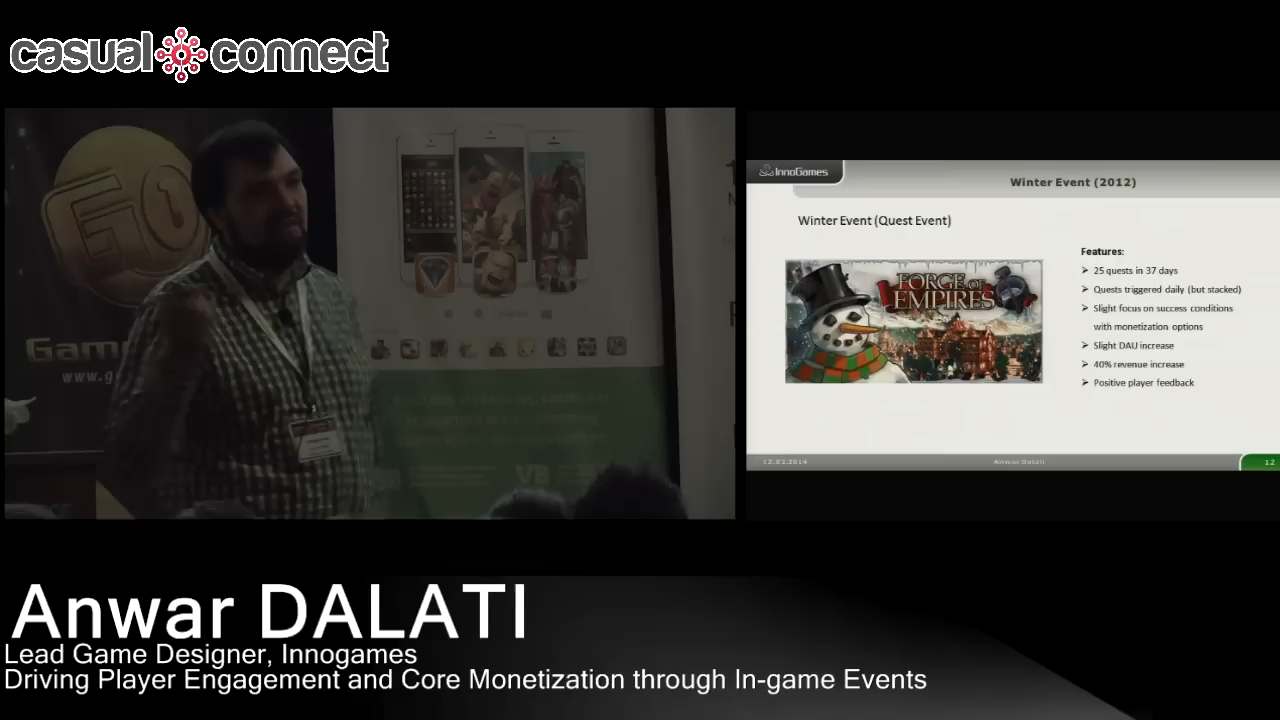 casual connect
InnoGames
Winter Event (2012)
Winter Event (Quest Event)
FORGE OF
EMPIRES
Features:
➢ 25 quests in 37 days
➢ Quests triggered daily (but stacked)
➢ Slight focus on success conditions
with monetization options
➢ Slight DAU increase
➢ 40% revenue increase
➢ Positive player feedback
12.02.2014
Anwar Dalati
12
Anwar DALATI
Lead Game Designer, Innogames
Driving Player Engagement and Core Monetization through In-game Events